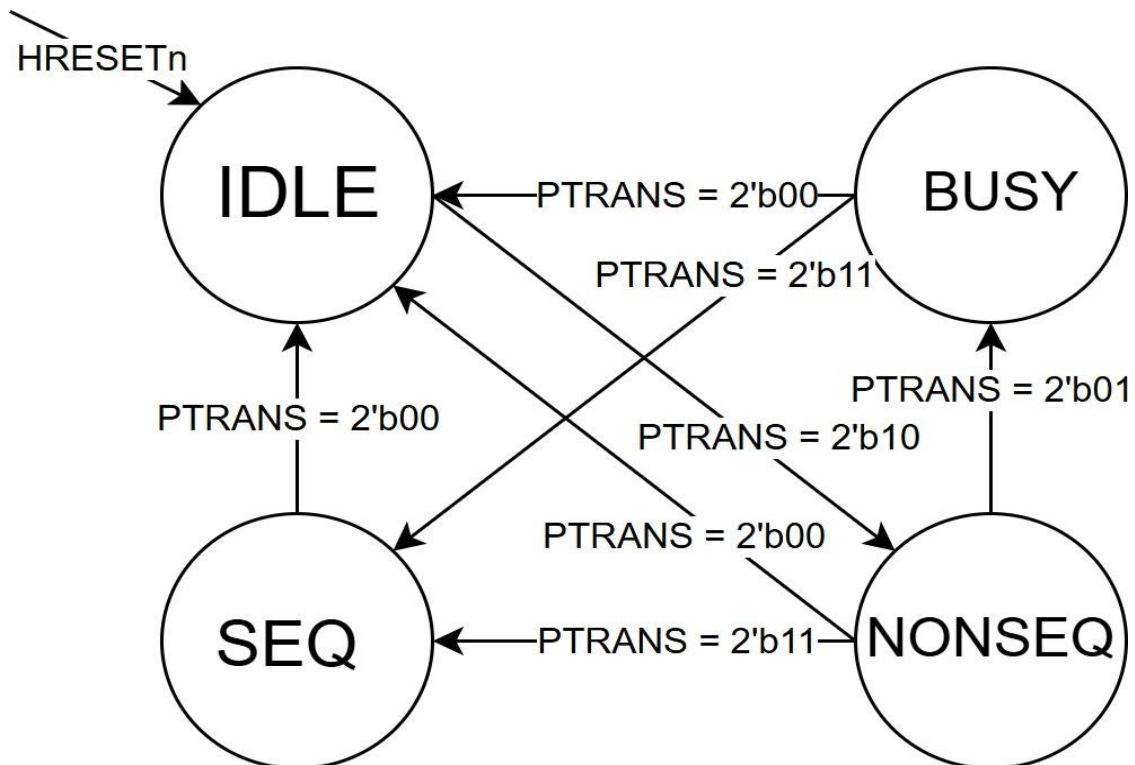 HRESETn
IDLE
PTRANS = 2'b00
BUSY
PTRANS = 2'b11
PTRANS = 2'b01
PTRANS = 2'b00
PTRANS = 2'b10
PTRANS = 2'b00
SEQ
PTRANS = 2'b11
NONSEQ